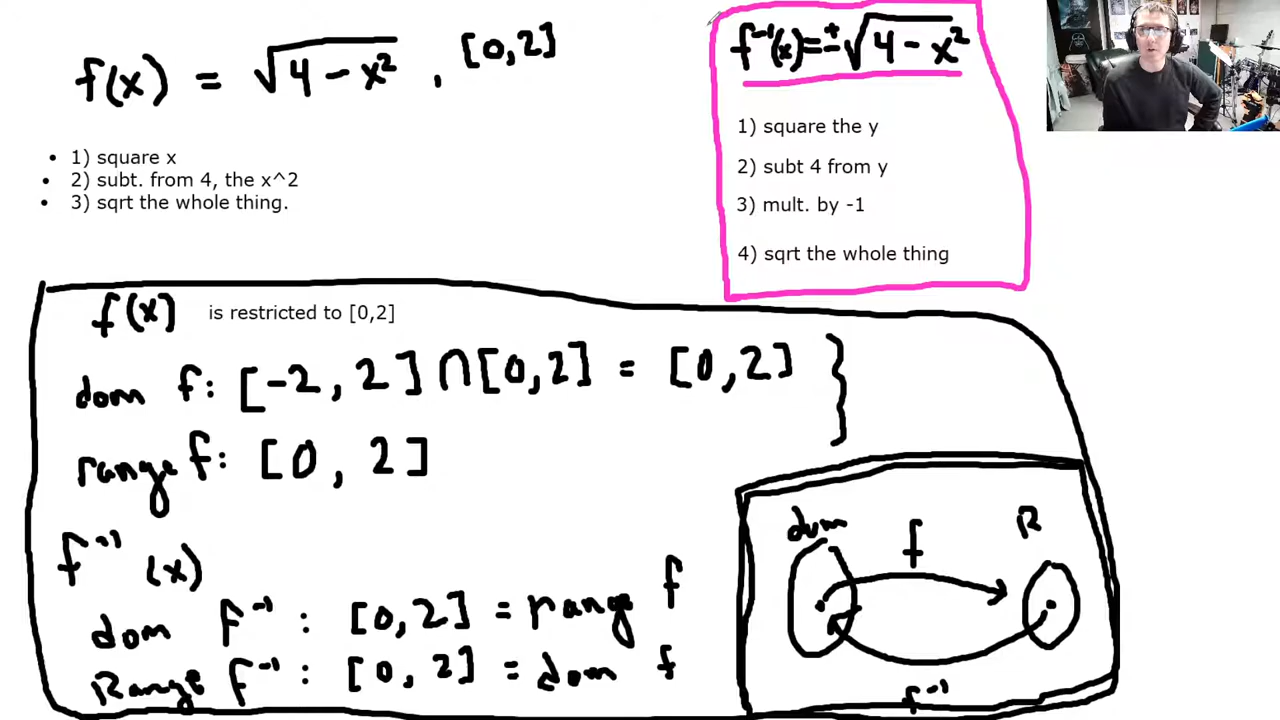 f(x) = √4 - x² , [0,2]
• 1) square x
• 2) subt. from 4, the x^2
• 3) sqrt the whole thing.
f⁻¹(x)=±√4 - x²
1) square the y
2) subt 4 from y
3) mult. by -1
4) sqrt the whole thing
f(x) is restricted to [0,2]
dom f: [-2, 2] ∩ [0,2] = [0,2] }
range f: [0, 2]
f⁻¹(x)
dom f⁻¹ : [0,2] = range f
Range f⁻¹ : [0, 2] = dom f
dom f R
f⁻¹